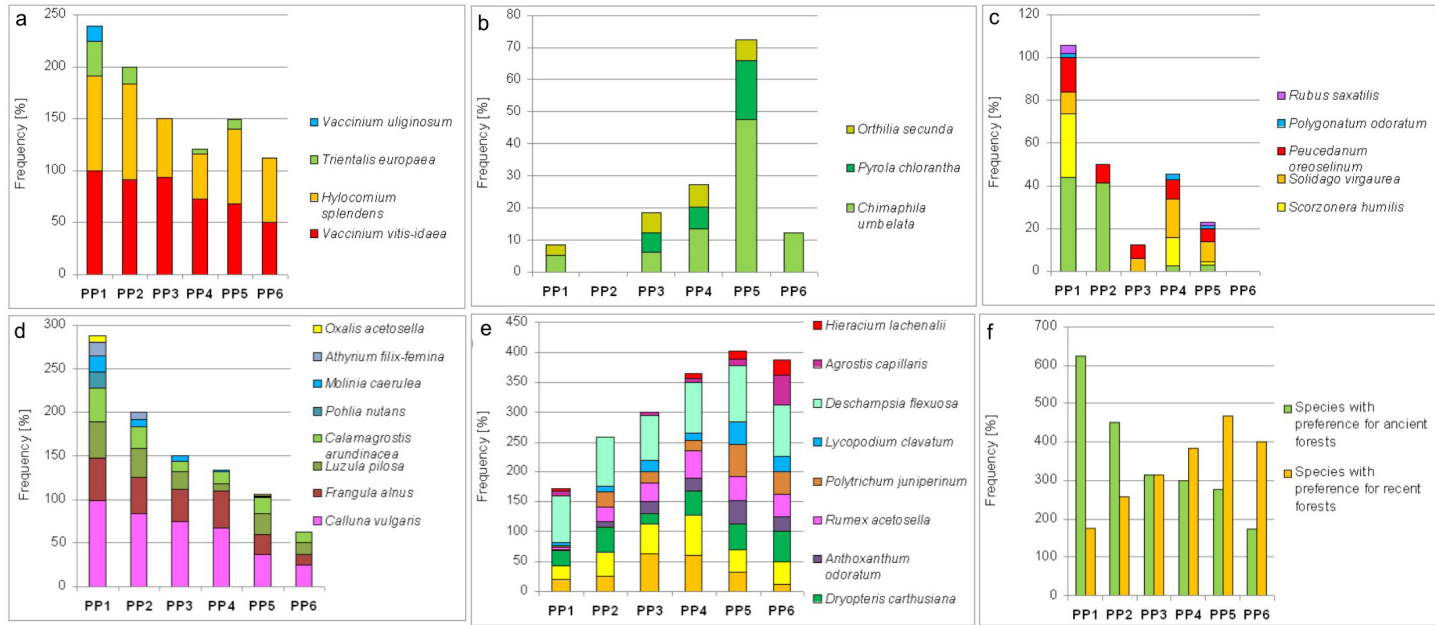 a
Frequency [%]
250
200
150
100
50
0
PP1 PP2 PP3 PP4 PP5 PP6
Vaccinium uliginosum
Trientalis europaea
Hylocomium
splendens
Vaccinium vitis-idaea
b
Frequency [%]
80
70
60
50
40
30
20
10
0
PP1 PP2 PP3 PP4 PP5 PP6
Orthilia secunda
Pyrola chlorantha
Chimaphila
umbelata
c
Frequency [%]
120
100
80
60
40
20
0
PP1 PP2 PP3 PP4 PP5 PP6
Rubus saxatilis
Polygonatum odoratum
Peucedanum
oreoselinum
Solidago virgaurea
Scorzonera humilis
d
Frequency [%]
300
250
200
150
100
50
0
PP1 PP2 PP3 PP4 PP5 PP6
Oxalis acetosella
Athyrium filix-femina
Molinia caerulea
Pohlia nutans
Calamagrostis
arundinacea
Luzula pilosa
Frangula alnus
Calluna vulgaris
e
Frequency [%]
450
400
350
300
250
200
150
100
50
0
PP1 PP2 PP3 PP4 PP5 PP6
Hieracium lachenalii
Agrostis capillaris
Deschampsia flexuosa
Lycopodium clavatum
Polytrichum juniperinum
Rumex acetosella
Anthoxanthum
odoratum
Dryopteris carthusiana
f
Frequency [%]
700
600
500
400
300
200
100
0
PP1 PP2 PP3 PP4 PP5 PP6
Species with
preference for
ancient forests
Species with
preference for recent
forests